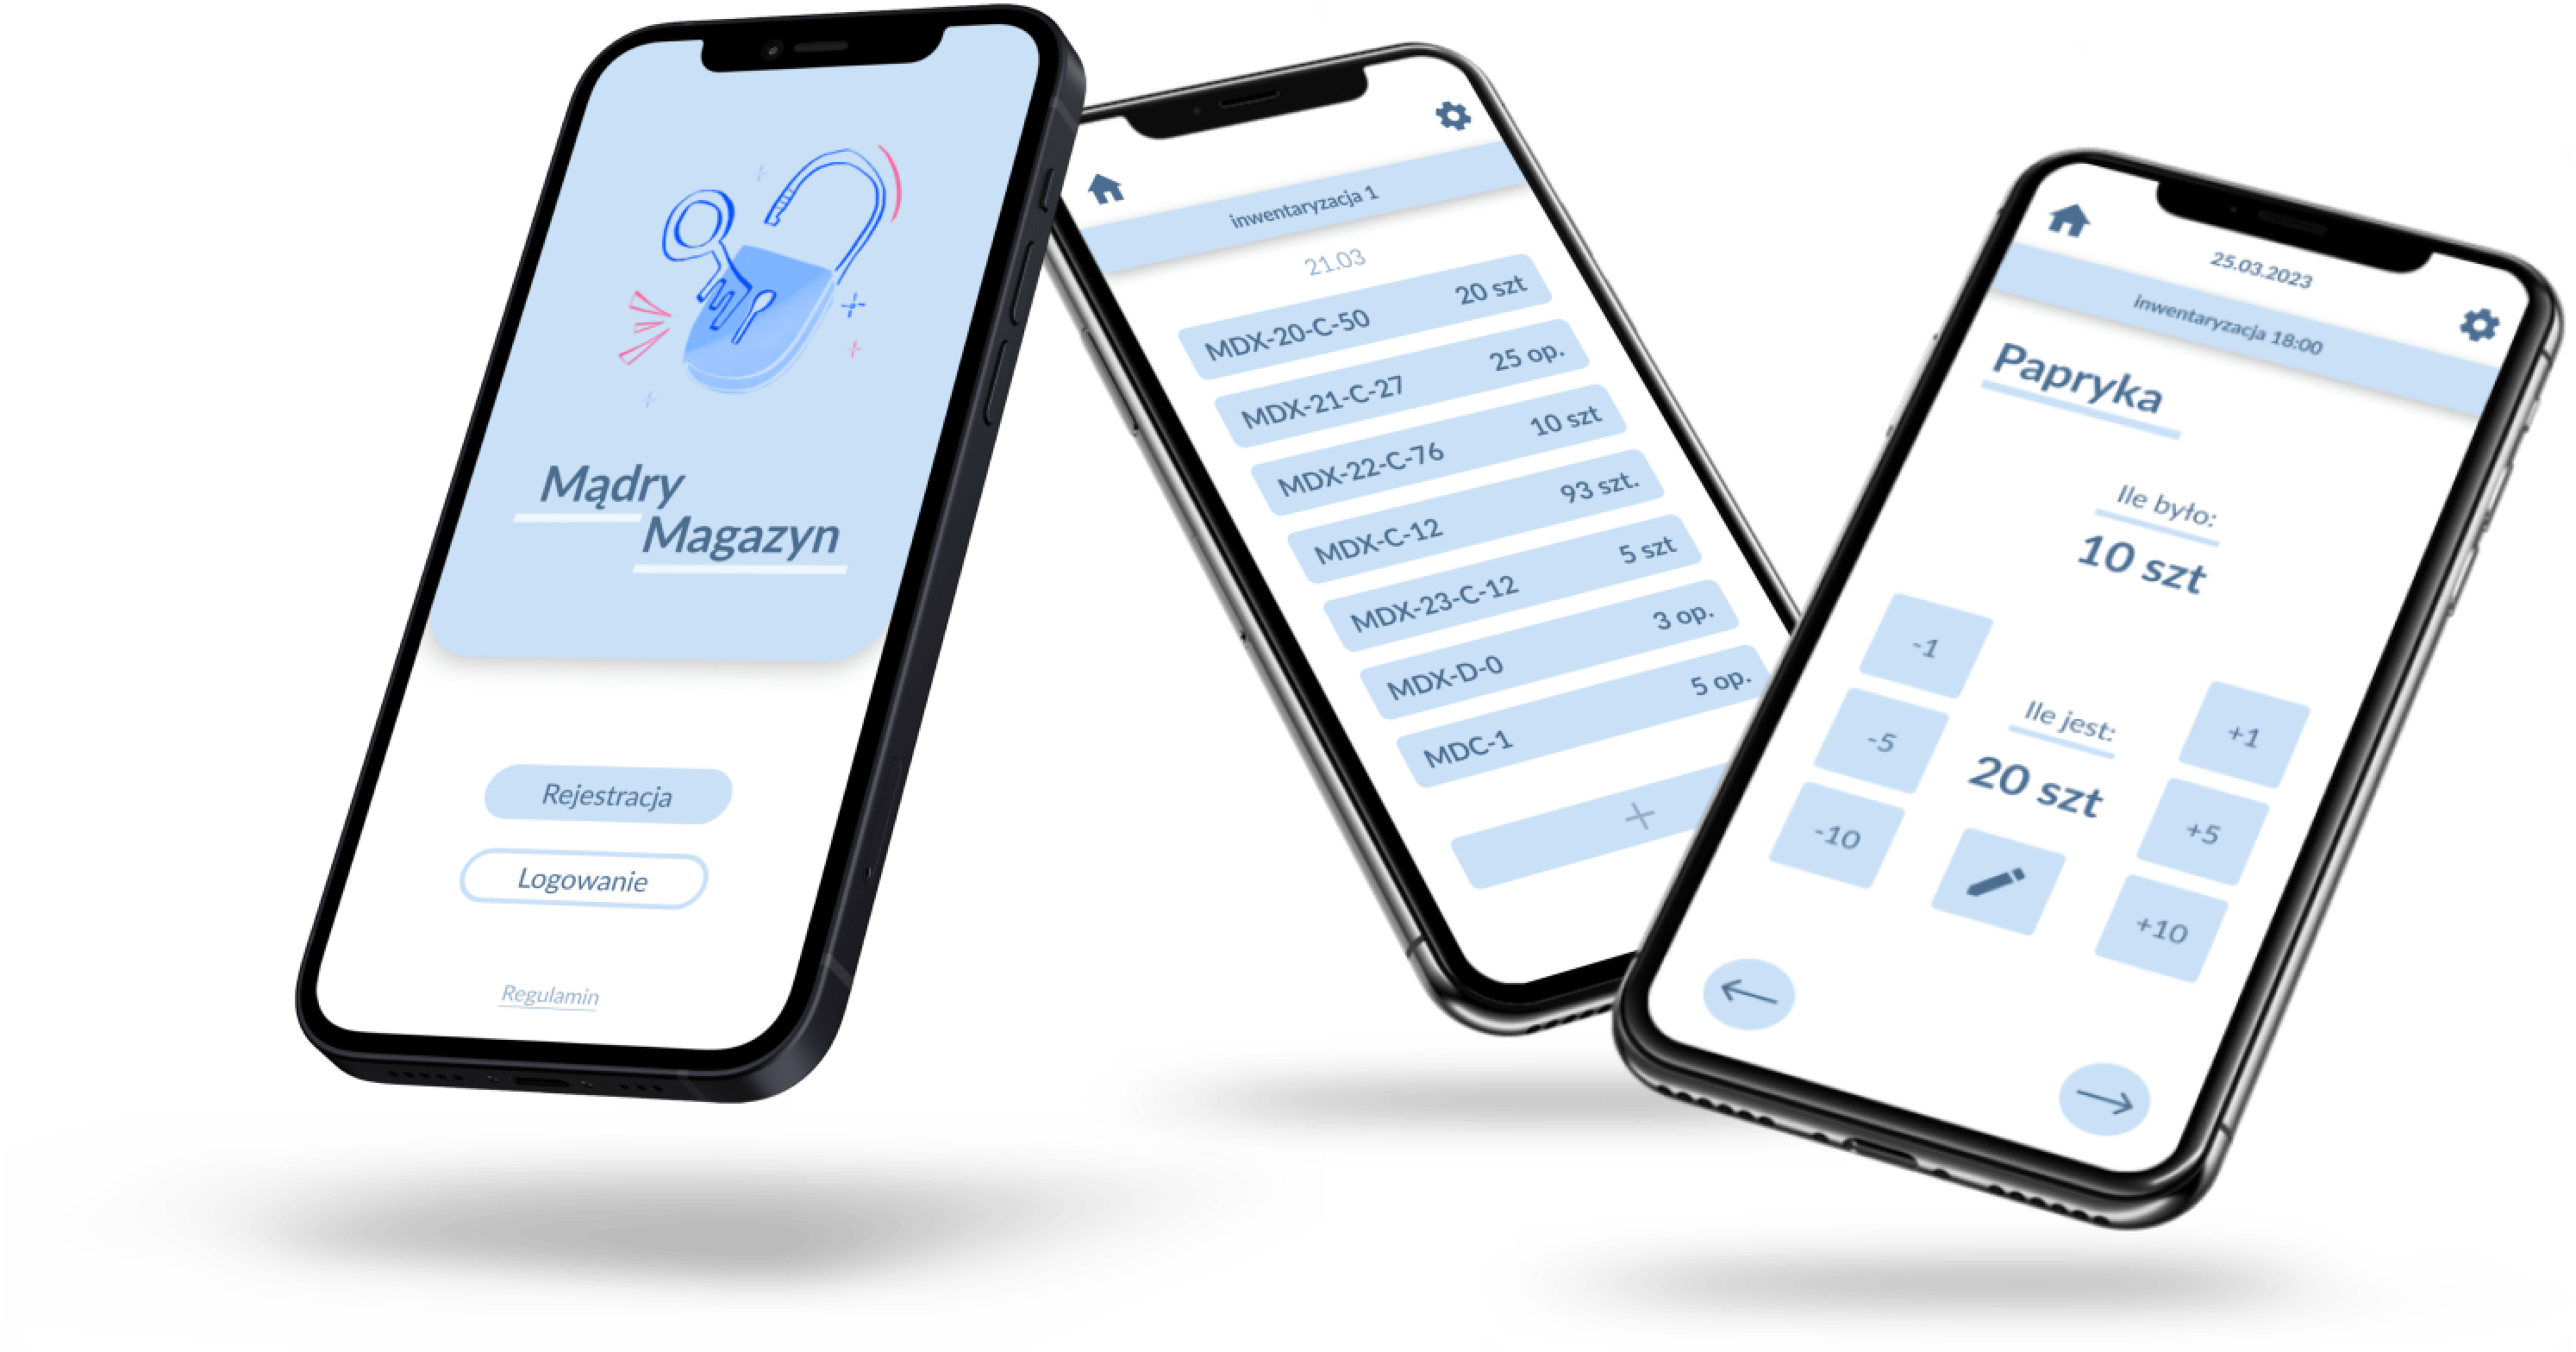 Mądry
Magazyn
Rejestracja
Logowanie
Regulamin
inwentaryzacja 1
21.03
MDX-20-C-50 20 szt
MDX-21-C-27 25 op.
MDX-22-C-76 10 szt
MDX-C-12 93 szt.
MDX-23-C-12 5 szt
MDX-D-0 3 op.
MDC-1 5 op.
+
25.03.2023
inwentaryzacja 18:00
Papryka
Ile było:
10 szt
Ile jest:
20 szt
-1 +1
-5 +5
-10 +10